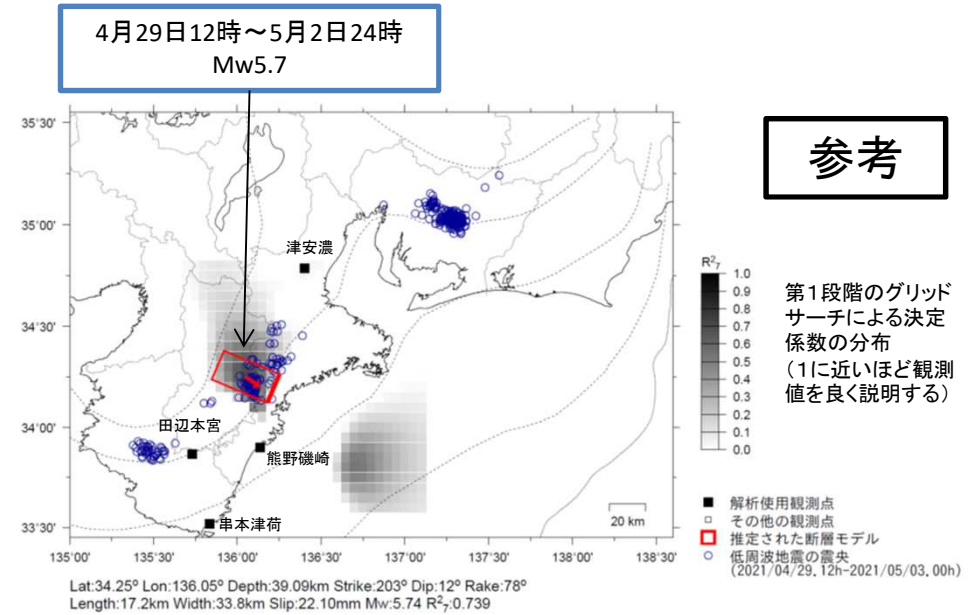 4月29日12時～5月2日24時
Mw5.7
参考
35°30'
35°00'
34°30'
34°00'
33°30'
135°00'
135°30'
136°00'
136°30'
137°00'
137°30'
138°00'
138°30'
津安濃
田辺本宮
熊野磯崎
串本津荷
20 km
R²₇
1.0
0.9
0.8
0.7
0.6
0.5
0.4
0.3
0.2
0.1
0.0
第１段階のグリッド
サーチによる決定
係数の分布
（１に近いほど観測
値を良く説明する）
解析使用観測点
その他の観測点
推定された断層モデル
低周波地震の震央
(2021/04/29.12h-2021/05/03.00h)
Lat:34.25° Lon:136.05° Depth:39.09km Strike:203° Dip:12° Rake:78°
Length:17.2km Width:33.8km Slip:22.10mm Mw:5.74 R²₇:0.739